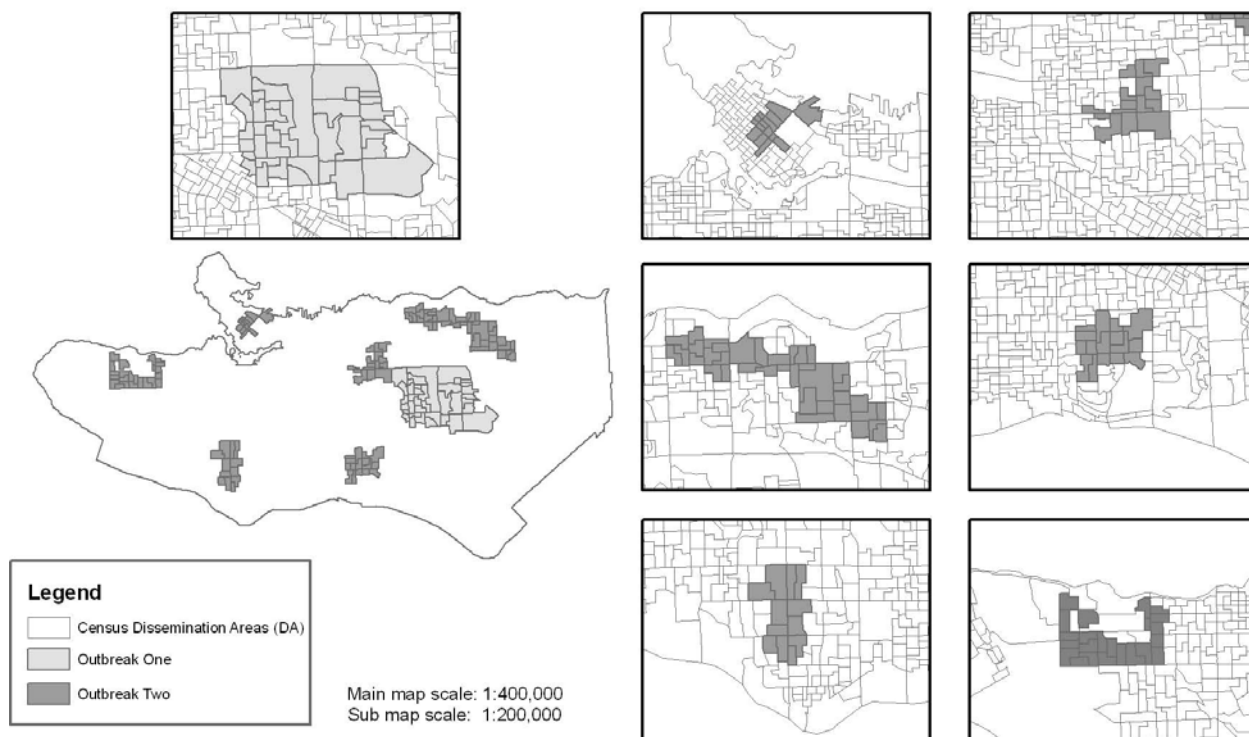 Legend
Census Dissemination Areas (DA)
Outbreak One
Outbreak Two
Main map scale: 1:400,000
Sub map scale: 1:200,000